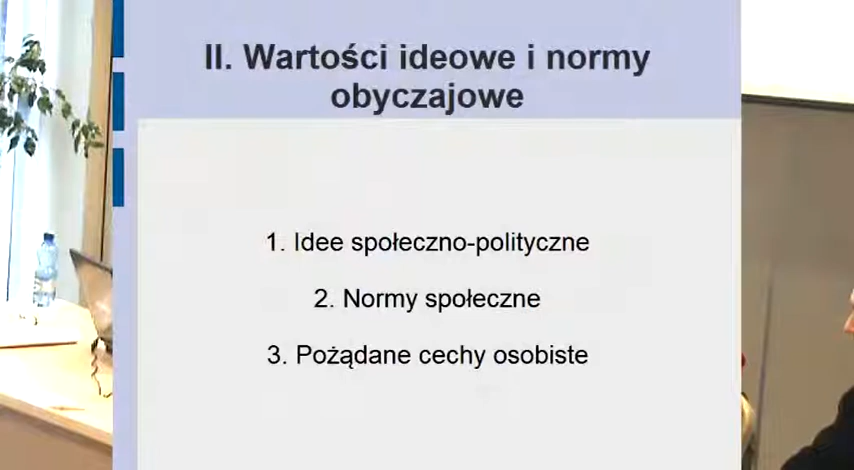 II. Wartości ideowe i normy
obyczajowe
1. Idee społeczno-polityczne
2. Normy społeczne
3. Pożądane cechy osobiste